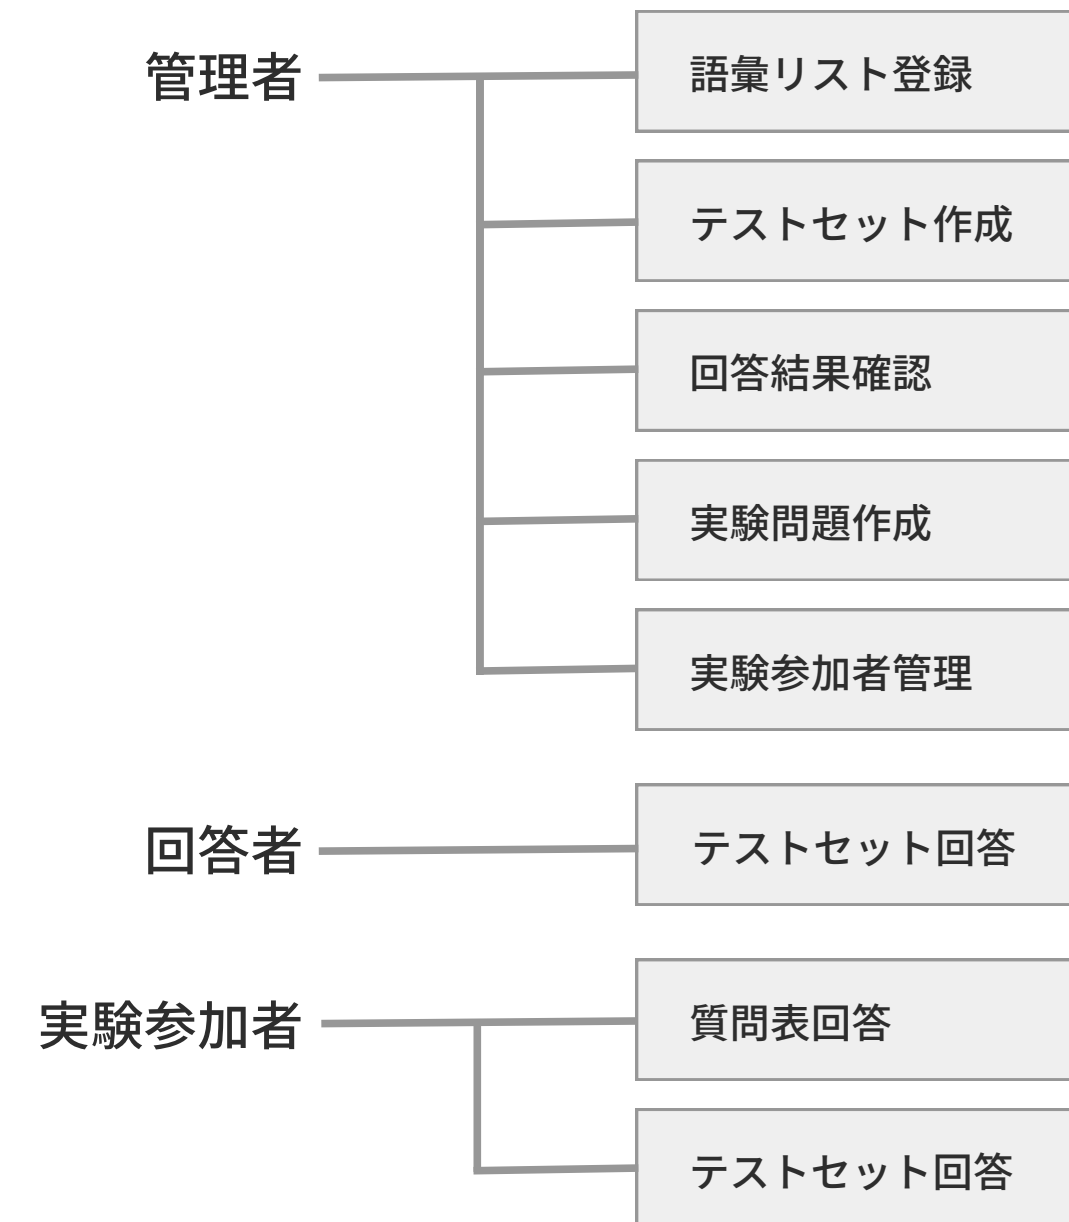 管理者
語彙リスト登録
テストセット作成
回答結果確認
実験問題作成
実験参加者管理
回答者
テストセット回答
実験参加者
質問表回答
テストセット回答